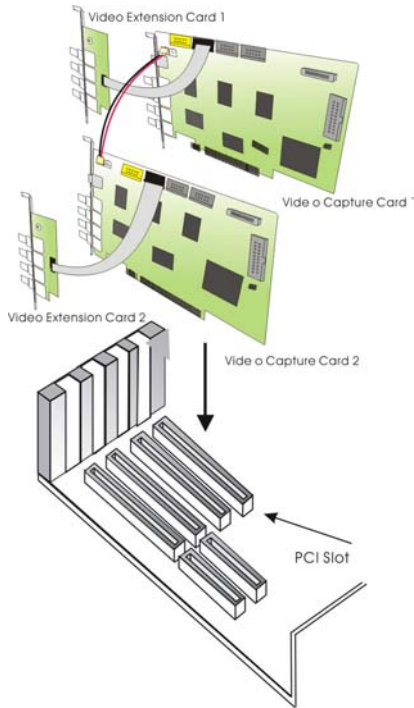 Video Extension Card 1
Vide o Capture Card 1
Video Extension Card 2
Vide o Capture Card 2
PCI Slot